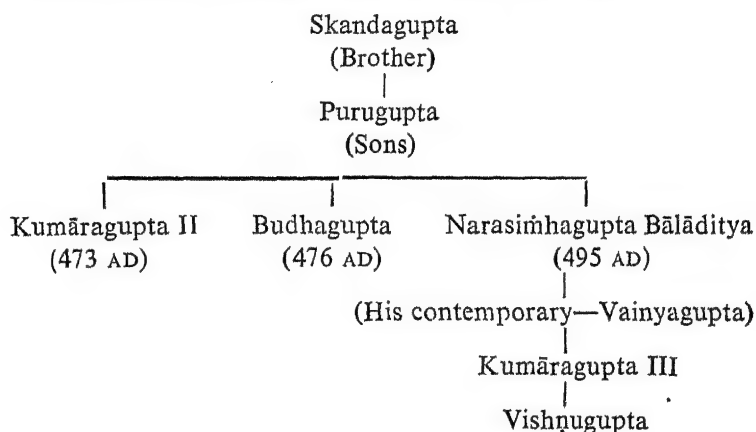 Skandagupta
(Brother)
Purugupta
(Sons)
Kumāragupta II Budhagupta Narasiṁhagupta Bālāditya
(473 AD) (476 AD) (495 AD)
(His contemporary—Vainyagupta)
Kumāragupta III
Vishṇugupta